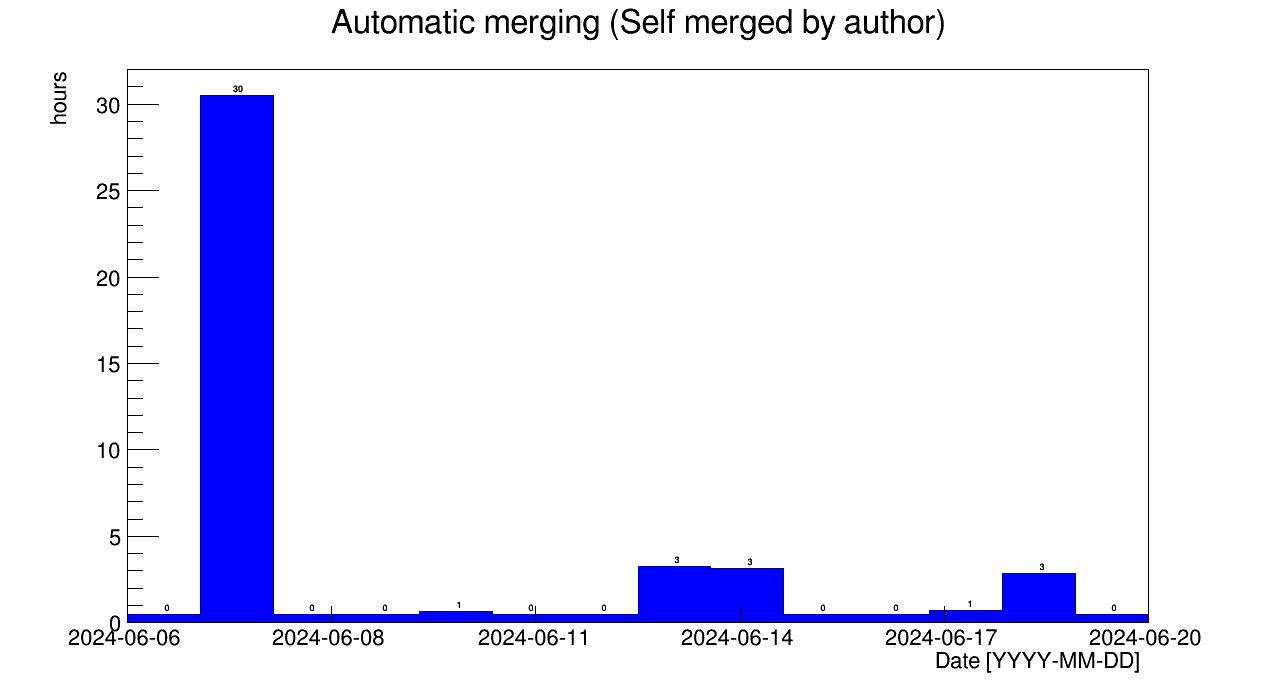 Automatic merging (Self merged by author)
hours
30
30
25
20
15
10
5
0
0 0 0 1 0 0 3 3 0 0 1 3 0
2024-06-06 2024-06-08 2024-06-11 2024-06-14 2024-06-17 2024-06-20
Date [YYYY-MM-DD]